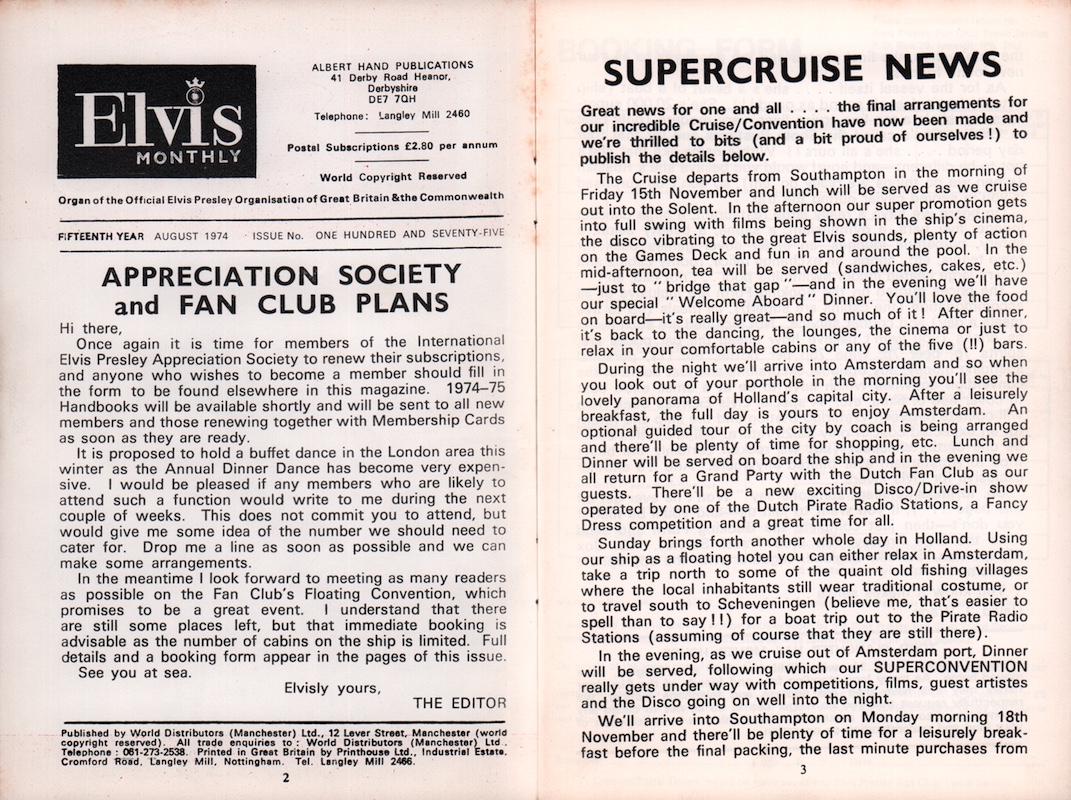 Elvis
MONTHLY
ALBERT HAND PUBLICATIONS
41 Derby Road Heanor,
Derbyshire
DE7 7QH
Telephone: Langley Mill 2460
Postal Subscriptions £2.80 per annum
World Copyright Reserved
Organ of the Official Elvis Presley Organisation of Great Britain & the Commonwealth
FIFTEENTH YEAR AUGUST 1974 · ISSUE No. ONE HUNDRED AND SEVENTY-FIVE
APPRECIATION SOCIETY
and FAN CLUB PLANS
Hi there,
Once again it is time for members of the International
Elvis Presley Appreciation Society to renew their subscriptions,
and anyone who wishes to become a member should fill in
the form to be found elsewhere in this magazine. 1974–75
Handbooks will be available shortly and will be sent to all new
members and those renewing together with Membership Cards
as soon as they are ready.
It is proposed to hold a buffet dance in the London area this
winter as the Annual Dinner Dance has become very expen-
sive. I would be pleased if any members who are likely to
attend such a function would write to me during the next
couple of weeks. This does not commit you to attend, but
would give me some idea of the number we should need to
cater for. Drop me a line as soon as possible and we can
make some arrangements.
In the meantime I look forward to meeting as many readers
as possible on the Fan Club's Floating Convention, which
promises to be a great event. I understand that there
are still some places left, but that immediate booking is
advisable as the number of cabins on the ship is limited. Full
details and a booking form appear in the pages of this issue.
See you at sea.
Elvisly yours,
THE EDITOR
Published by World Distributors (Manchester) Ltd., 12 Lever Street, Manchester (world
copyright reserved). All trade enquiries to : World Distributors (Manchester) Ltd.
Telephone : 061-273-2538. Printed in Great Britain by Printhouse Ltd., Industrial Estate,
Cromford Road, Langley Mill, Nottingham. Tel. Langley Mill 2466.
2
SUPERCRUISE NEWS
Great news for one and all . . . . the final arrangements for
our incredible Cruise/Convention have now been made and
we're thrilled to bits (and a bit proud of ourselves!) to
publish the details below.
The Cruise departs from Southampton in the morning of
Friday 15th November and lunch will be served as we cruise
out into the Solent. In the afternoon our super promotion gets
into full swing with films being shown in the ship's cinema,
the disco vibrating to the great Elvis sounds, plenty of action
on the Games Deck and fun in and around the pool. In the
mid-afternoon, tea will be served (sandwiches, cakes, etc.)
—just to "bridge that gap"—and in the evening we'll have
our special "Welcome Aboard" Dinner. You'll love the food
on board—it's really great—and so much of it! After dinner,
it's back to the dancing, the lounges, the cinema or just to
relax in your comfortable cabins or any of the five (!!) bars.
During the night we'll arrive into Amsterdam and so when
you look out of your porthole in the morning you'll see the
lovely panorama of Holland's capital city. After a leisurely
breakfast, the full day is yours to enjoy Amsterdam. An
optional guided tour of the city by coach is being arranged
and there'll be plenty of time for shopping, etc. Lunch and
Dinner will be served on board the ship and in the evening we
all return for a Grand Party with the Dutch Fan Club as our
guests. There'll be a new exciting Disco/Drive-in show
operated by one of the Dutch Pirate Radio Stations, a Fancy
Dress competition and a great time for all.
Sunday brings forth another whole day in Holland. Using
our ship as a floating hotel you can either relax in Amsterdam,
take a trip north to some of the quaint old fishing villages
where the local inhabitants still wear traditional costume, or
to travel south to Scheveningen (believe me, that's easier to
spell than to say!!) for a boat trip out to the Pirate Radio
Stations (assuming of course that they are still there).
In the evening, as we cruise out of Amsterdam port, Dinner
will be served, following which our SUPERCONVENTION
really gets under way with competitions, films, guest artistes
and the Disco going on well into the night.
We'll arrive into Southampton on Monday morning 18th
November and there'll be plenty of time for a leisurely break-
fast before the final packing, the last minute purchases from
3